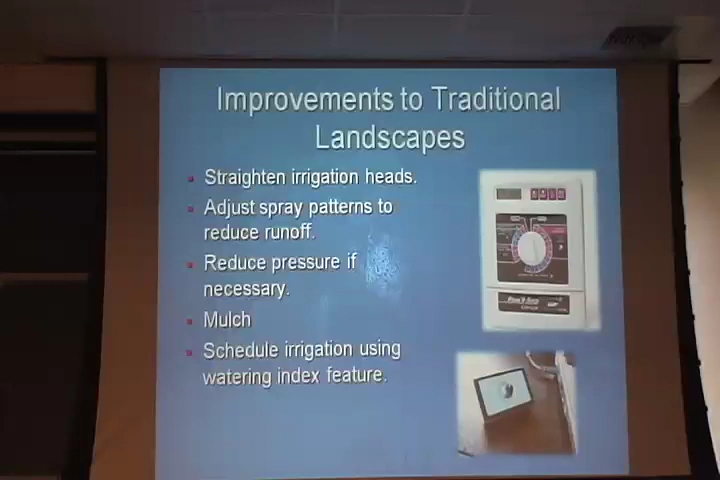 Improvements to Traditional
Landscapes
Straighten irrigation heads.
Adjust spray patterns to
reduce runoff.
Reduce pressure if
necessary.
Mulch
Schedule irrigation using
watering index feature.